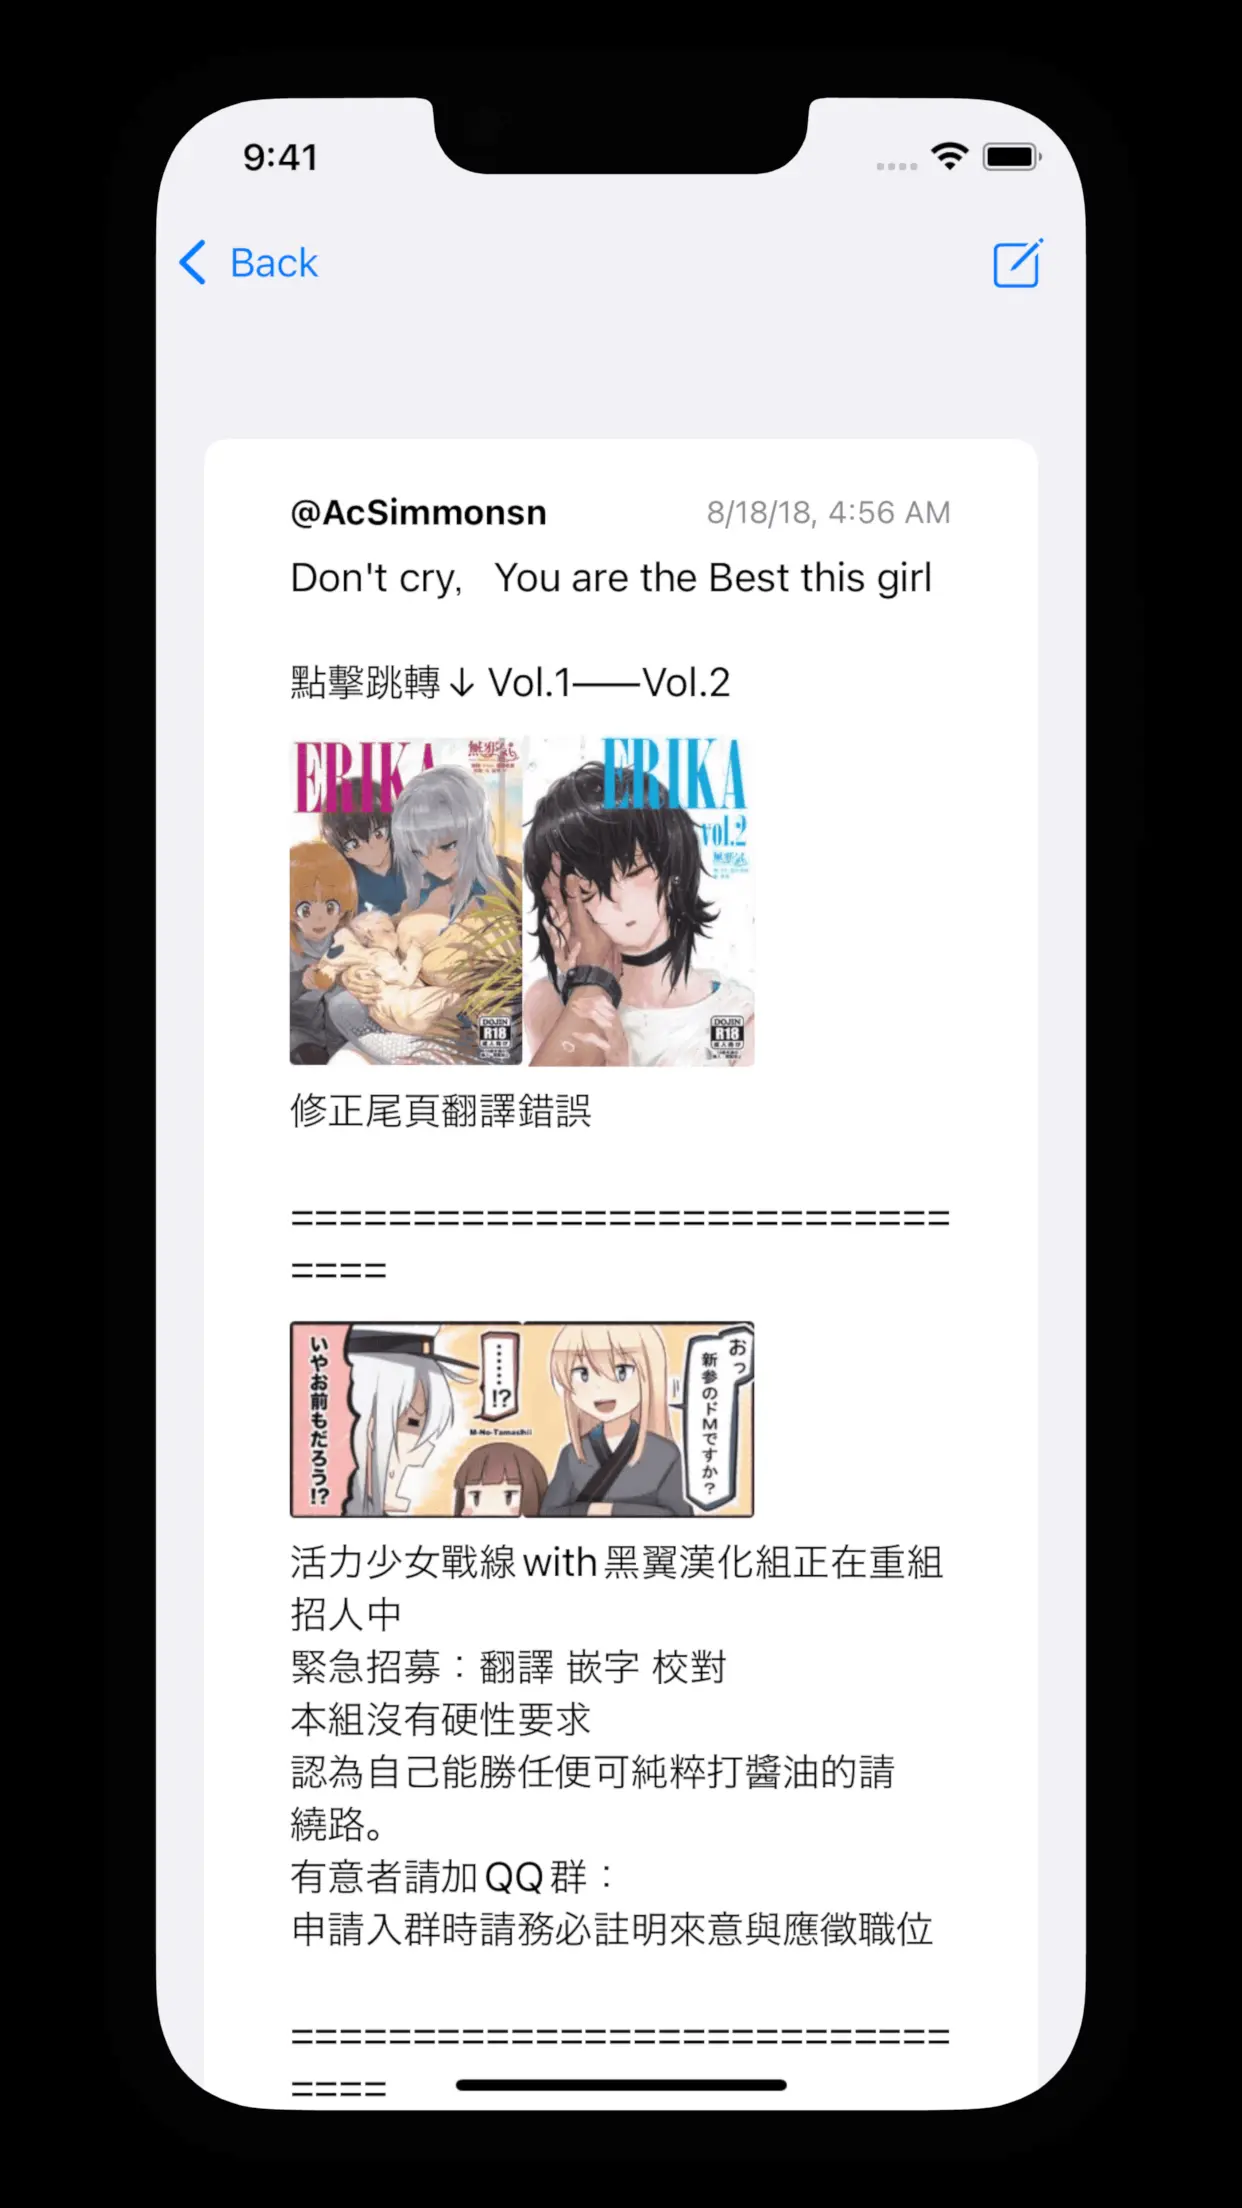 9:41
Back
@AcSimmonsn 8/18/18, 4:56 AM
Don't cky, You are the Best this girl
點擊跳轉↓ Vol.1——Vol.2
ERIKA
ERIKA
vol.2
DOJIN
R18
DOJIN
R18
修正尾頁翻譯錯誤
===========================
====
いやお前もだろう!?
……!?
M-No-Tamashii
おっ
新参のドMですか?
活力少女戰線with黑翼漢化組正在重組
招人中
緊急招募：翻譯 嵌字 校對
本組沒有硬性要求
認為自己能勝任便可純粹打醬油的請
繞路。
有意者請加QQ群：
申請入群時請務必註明來意與應徵職位
===========================
====